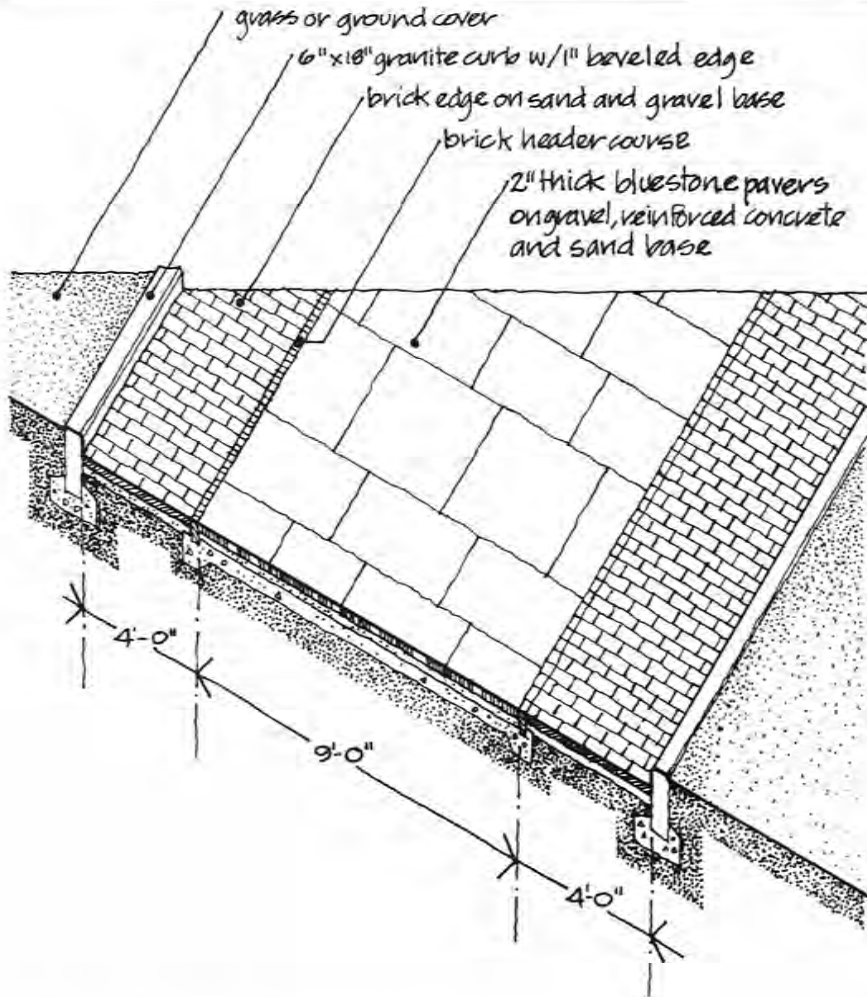 grass or ground cover
6"x18" granite curb w/1" beveled edge
brick edge on sand and gravel base
brick header course
2" thick bluestone pavers
on gravel, reinforced concrete
and sand base
4'-0"
9'-0"
4'-0"